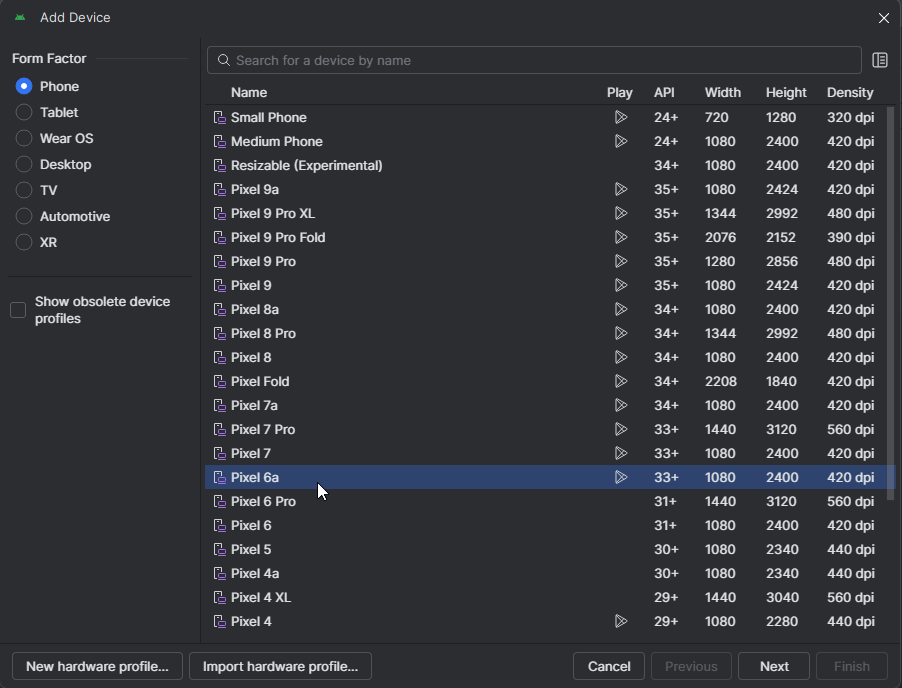 Add Device
Form Factor
Phone
Tablet
Wear OS
Desktop
TV
Automotive
XR
Show obsolete device
profiles
Search for a device by name
Name Play API Width Height Density
Small Phone 24+ 720 1280 320 dpi
Medium Phone 24+ 1080 2400 420 dpi
Resizable (Experimental) 34+ 1080 2400 420 dpi
Pixel 9a 35+ 1080 2424 420 dpi
Pixel 9 Pro XL 35+ 1344 2992 480 dpi
Pixel 9 Pro Fold 35+ 2076 2152 390 dpi
Pixel 9 Pro 35+ 1280 2856 480 dpi
Pixel 9 35+ 1080 2424 420 dpi
Pixel 8a 34+ 1080 2400 420 dpi
Pixel 8 Pro 34+ 1344 2992 480 dpi
Pixel 8 34+ 1080 2400 420 dpi
Pixel Fold 34+ 2208 1840 420 dpi
Pixel 7a 34+ 1080 2400 420 dpi
Pixel 7 Pro 33+ 1440 3120 560 dpi
Pixel 7 33+ 1080 2400 420 dpi
Pixel 6a 33+ 1080 2400 420 dpi
Pixel 6 Pro 31+ 1440 3120 560 dpi
Pixel 6 31+ 1080 2400 420 dpi
Pixel 5 30+ 1080 2340 440 dpi
Pixel 4a 30+ 1080 2340 440 dpi
Pixel 4 XL 29+ 1440 3040 560 dpi
Pixel 4 29+ 1080 2280 440 dpi
New hardware profile... Import hardware profile... Cancel Previous Next Finish